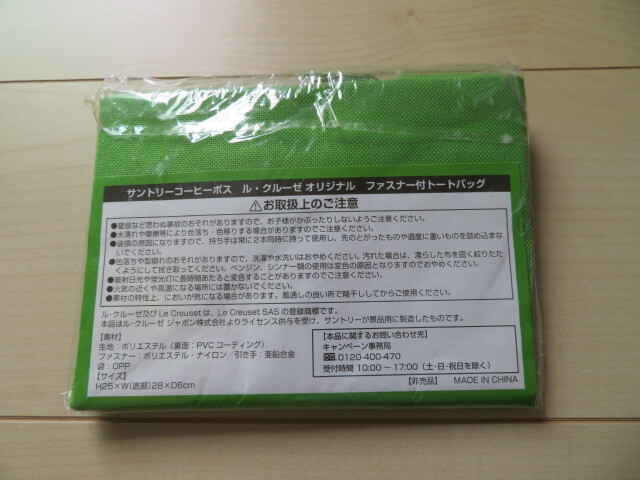 サントリーコーヒーボス ル・クルーゼ オリジナル ファスナー付トートバッグ
⚠お取扱上のご注意
●窒息など思わぬ事故のおそれがありますので、お子様がかぶったりしないようご注意ください。
●水濡れや摩擦等により色落ち・色移りする場合がありますのでご注意ください。
●破損の原因になりますので、持ち手は常に2本同時に持って使用し、先のとがったものや過度に重いものを詰め込まな
いでください。
●色落ちや型崩れのおそれがありますので、洗濯や水洗いはおやめください。汚れた場合は、濡らした布を固く絞りたた
くようにして拭き取ってください。ベンジン、シンナー類の使用は変色の原因となりますのでおやめください。
●直射日光や蛍光灯に長時間あたると変色することがありますのでご注意ください。
●火気の近くや高温になる場所には置かないでください。
●素材の特性上、においが気になる場合があります。風通しの良い所で陰干ししてからご使用ください。
ル・クルーゼ及び Le Creuset は、Le Creuset SAS の登録商標です。
本品はル・クルーゼ ジャポン株式会社よりライセンス供与を受け、サントリーが景品用に製造したものです。
【素材】
生地：ポリエステル（裏面：PVCコーティング）
ファスナー：ポリエステル・ナイロン／引き手：亜鉛合金
袋：OPP
【サイズ】
H25×W(底部)28×D6cm
【本品に関するお問い合わせ先】
キャンペーン事務局
0120-400-470
受付時間 10:00～17:00（土・日・祝日を除く）
【非売品】 MADE IN CHINA